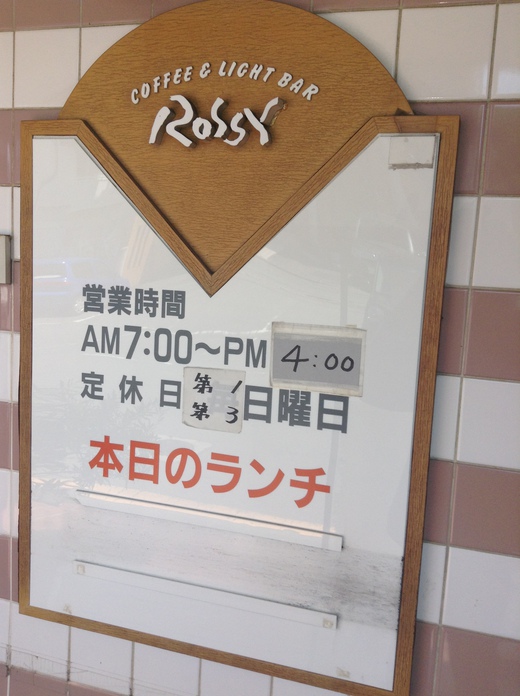 COFFEE & LIGHT BAR
RobbY
営業時間
AM7:00～PM 4:00
定休日 第1 第3 日曜日
本日のランチ